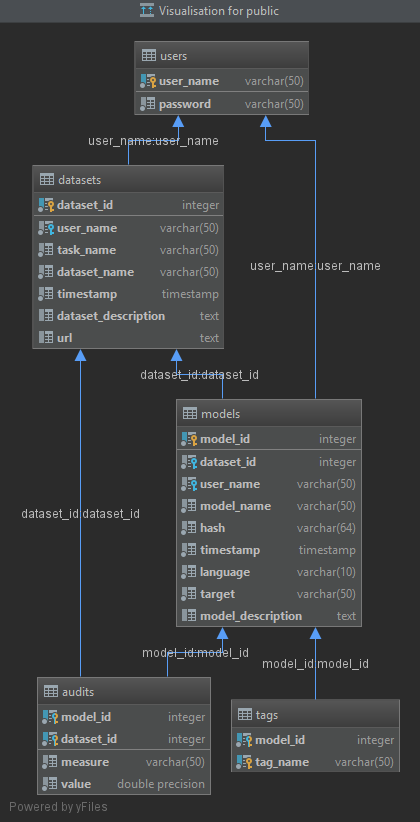 Visualisation for public
users
user_name varchar(50)
password varchar(50)
user_name:user_name
datasets
dataset_id integer
user_name varchar(50)
task_name varchar(50)
dataset_name varchar(50)
timestamp timestamp
dataset_description text
url text
user_name:user_name
dataset_id:dataset_id
models
model_id integer
dataset_id integer
user_name varchar(50)
model_name varchar(50)
hash varchar(64)
timestamp timestamp
language varchar(10)
target varchar(50)
model_description text
dataset_id:dataset_id
model_id:model_id
model_id:model_id
audits
model_id integer
dataset_id integer
measure varchar(50)
value double precision
tags
model_id integer
tag_name varchar(50)
Powered by yFiles